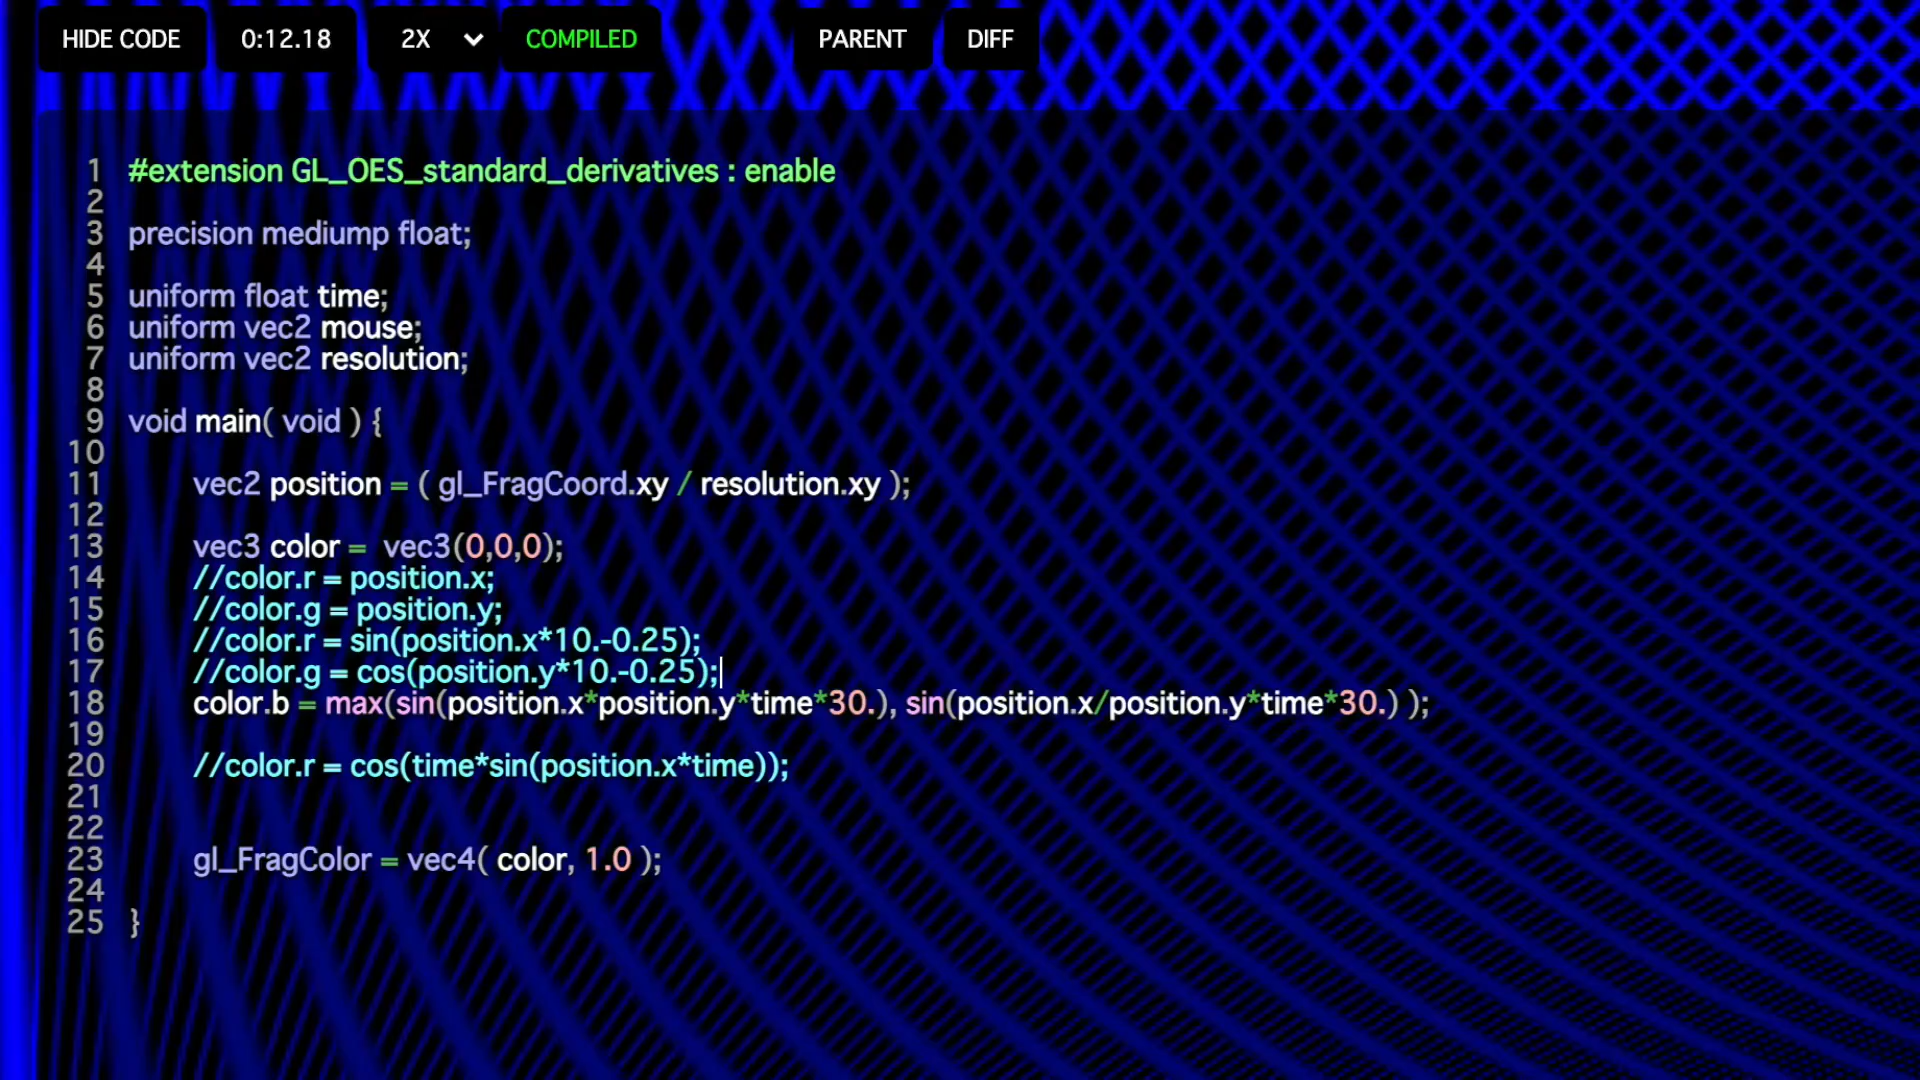 HIDE CODE 0:12.18 2X COMPILED PARENT DIFF
1 #extension GL_OES_standard_derivatives : enable
2
3 precision mediump float;
4
5 uniform float time;
6 uniform vec2 mouse;
7 uniform vec2 resolution;
8
9 void main( void ) {
10
11 vec2 position = ( gl_FragCoord.xy / resolution.xy );
12
13 vec3 color =  vec3(0,0,0);
14 //color.r = position.x;
15 //color.g = position.y;
16 //color.r = sin(position.x*10.-0.25);
17 //color.g = cos(position.y*10.-0.25);
18 color.b = max(sin(position.x*position.y*time*30.), sin(position.x/position.y*time*30.) );
19
20 //color.r = cos(time*sin(position.x*time));
21
22
23 gl_FragColor = vec4( color, 1.0 );
24
25 }